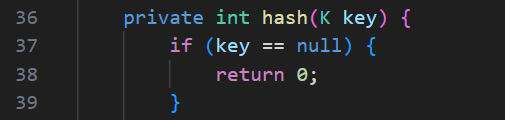 36 private int hash(K key) {
37 if (key == null) {
38 return 0;
39 }